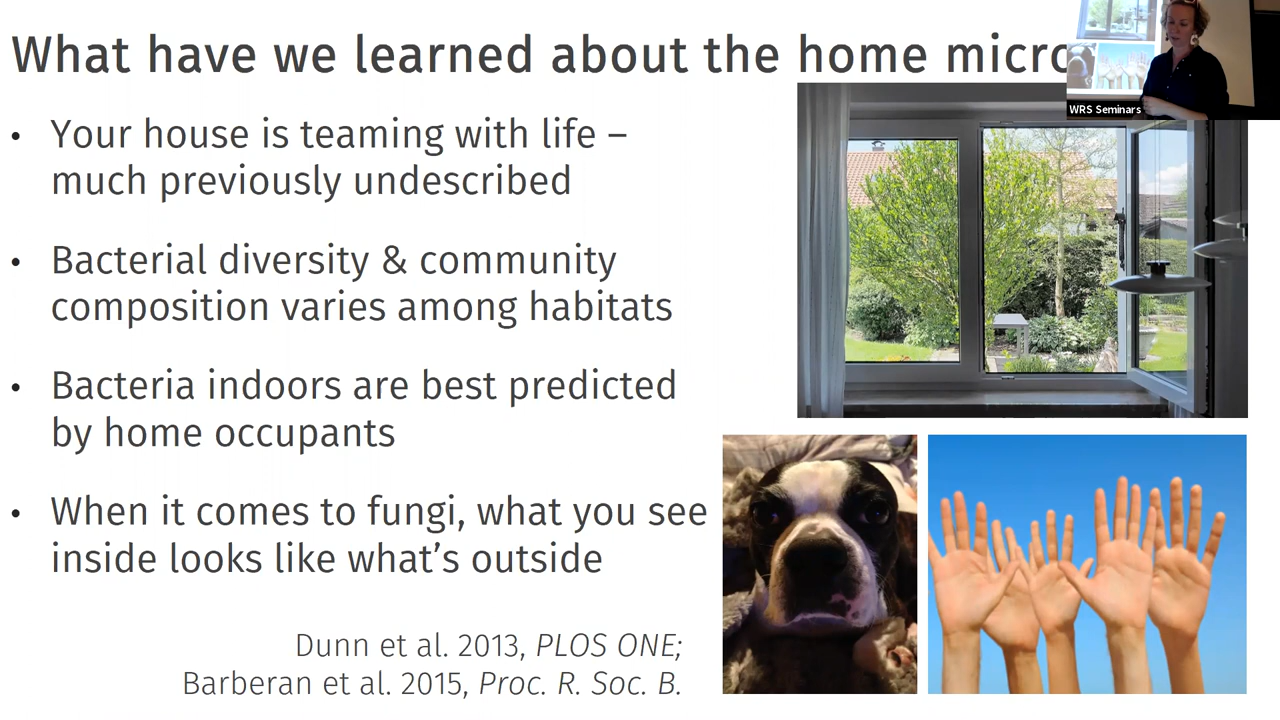 What have we learned about the home micro
WRS Seminars
• Your house is teaming with life –
much previously undescribed
• Bacterial diversity & community
composition varies among habitats
• Bacteria indoors are best predicted
by home occupants
• When it comes to fungi, what you see
inside looks like what's outside
Dunn et al. 2013, PLOS ONE;
Barberan et al. 2015, Proc. R. Soc. B.